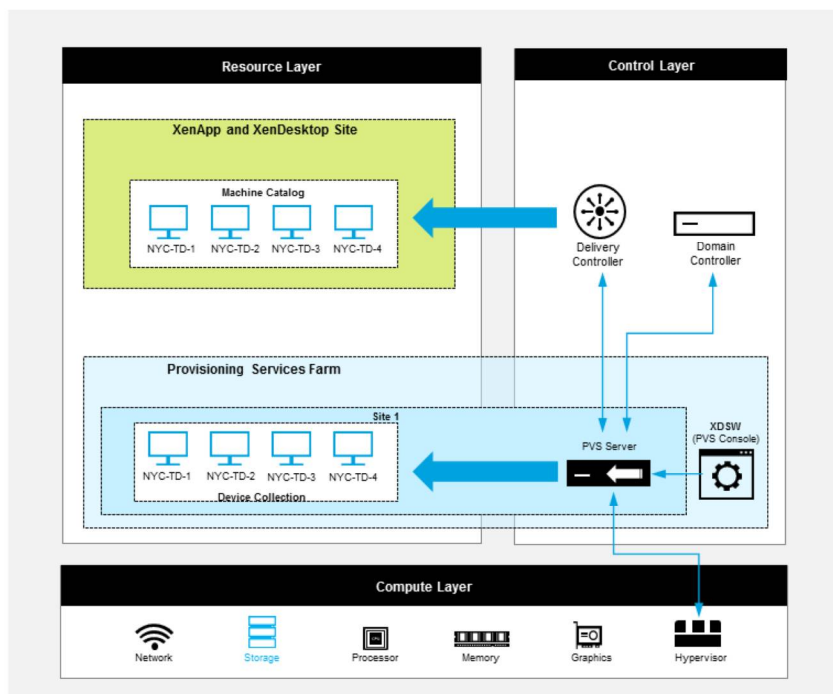 Resource Layer
Control Layer
XenApp and XenDesktop Site
Machine Catalog
NYC-TD-1
NYC-TD-2
NYC-TD-3
NYC-TD-4
Delivery
Controller
Domain
Controller
Provisioning Services Farm
Site 1
NYC-TD-1
NYC-TD-2
NYC-TD-3
NYC-TD-4
Device Collection
PVS Server
XDSW
(PVS Console)
Compute Layer
Network
Storage
Processor
Memory
Graphics
Hypervisor